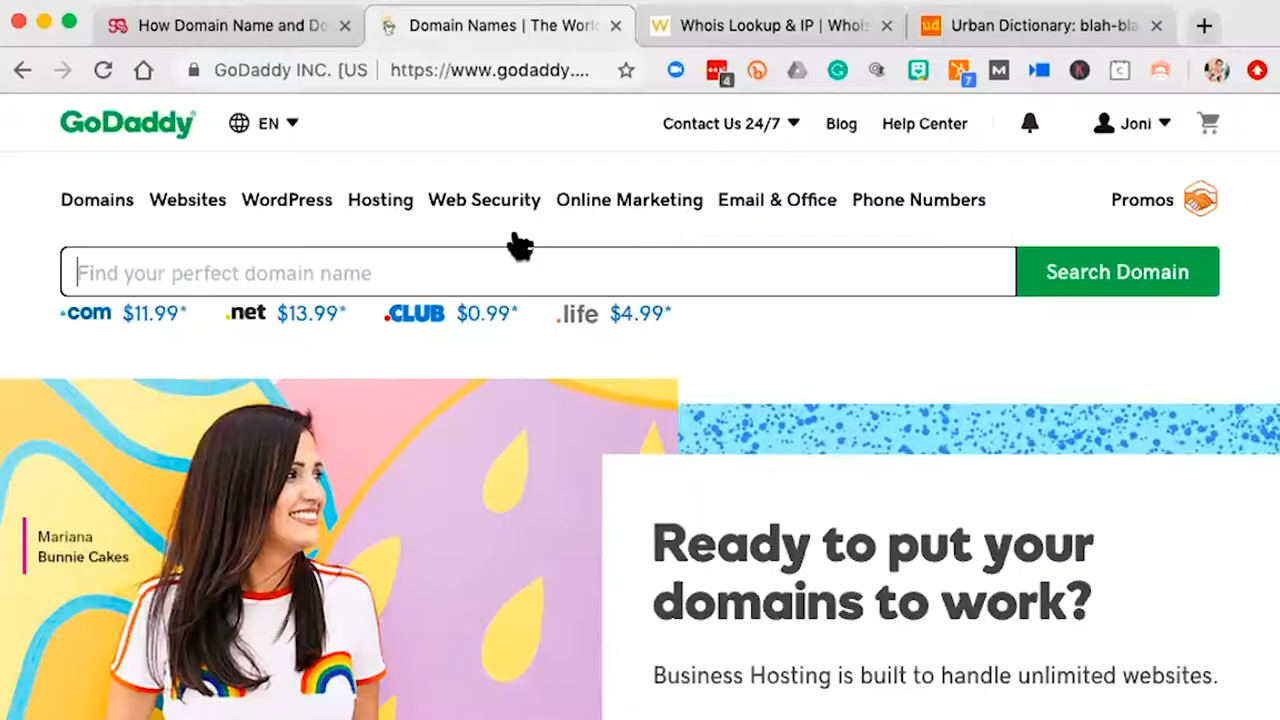 How Domain Name and Do
Domain Names | The Worl
Whois Lookup & IP | Whois
Urban Dictionary: blah-bla
GoDaddy INC. [US
https://www.godaddy....
4
7
GoDaddy
EN
Contact Us 24/7
Blog
Help Center
Joni
Domains Websites WordPress Hosting Web Security Online Marketing Email & Office Phone Numbers Promos
Find your perfect domain name
Search Domain
.com $11.99* .net $13.99* .CLUB $0.99* .life $4.99*
Mariana
Bunnie Cakes
Ready to put your
domains to work?
Business Hosting is built to handle unlimited websites.